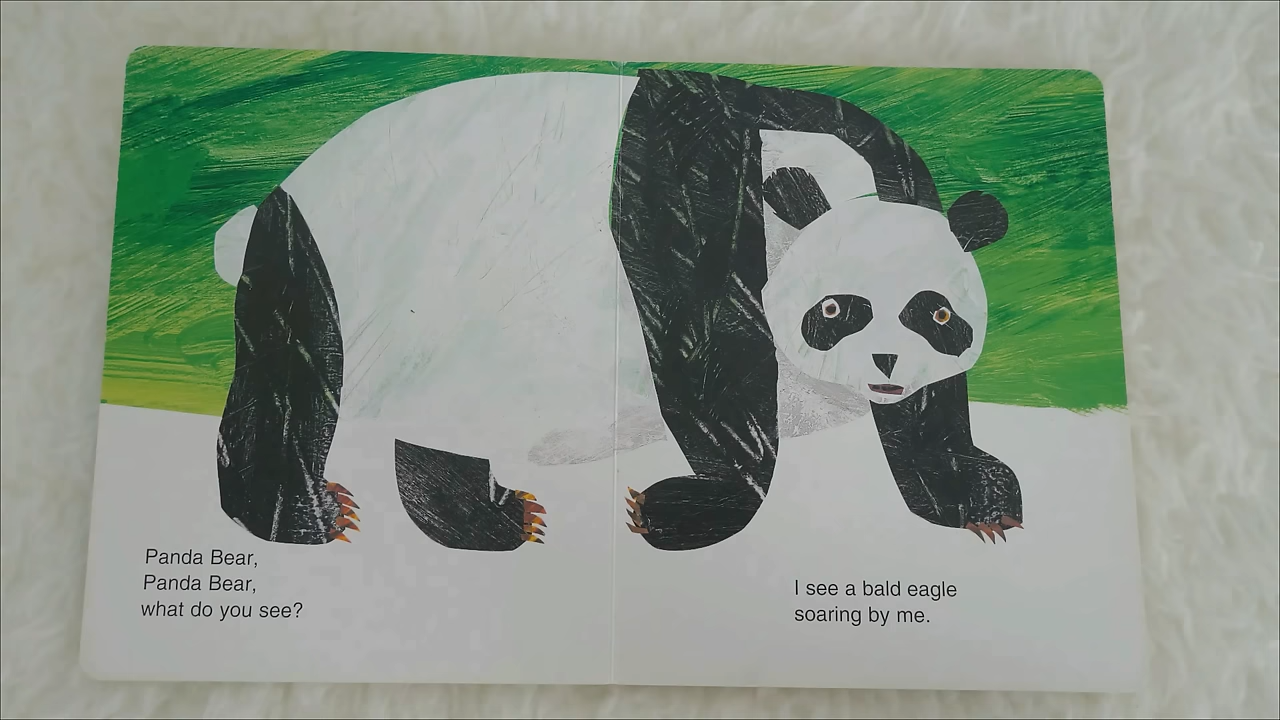 Panda Bear,
Panda Bear,
what do you see?
I see a bald eagle
soaring by me.